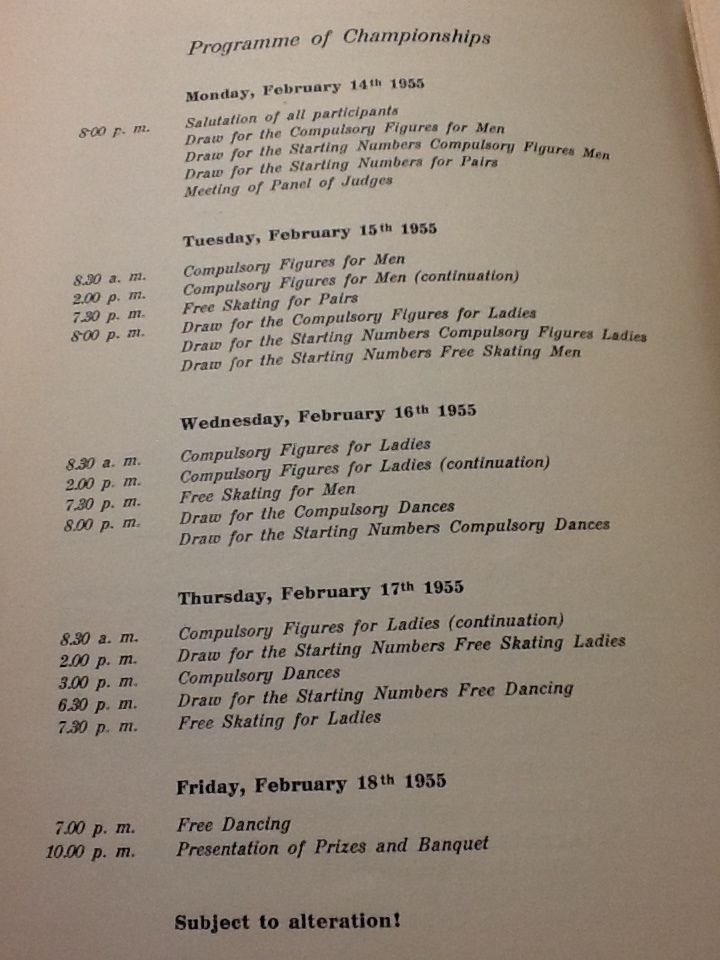 Programme of Championships
Monday, February 14th 1955
8·00 p. m. Salutation of all participants
Draw for the Compulsory Figures for Men
Draw for the Starting Numbers Compulsory Figures Men
Draw for the Starting Numbers for Pairs
Meeting of Panel of Judges
Tuesday, February 15th 1955
8.30 a. m. Compulsory Figures for Men
2.00 p. m. Compulsory Figures for Men (continuation)
7.30 p. m. Free Skating for Pairs
8·00 p. m. Draw for the Compulsory Figures for Ladies
Draw for the Starting Numbers Compulsory Figures Ladies
Draw for the Starting Numbers Free Skating Men
Wednesday, February 16th 1955
8.30 a. m. Compulsory Figures for Ladies
2.00 p. m. Compulsory Figures for Ladies (continuation)
7.30 p. m. Free Skating for Men
8.00 p. m. Draw for the Compulsory Dances
Draw for the Starting Numbers Compulsory Dances
Thursday, February 17th 1955
8.30 a. m. Compulsory Figures for Ladies (continuation)
2.00 p. m. Draw for the Starting Numbers Free Skating Ladies
3.00 p. m. Compulsory Dances
6.30 p. m. Draw for the Starting Numbers Free Dancing
7.30 p. m. Free Skating for Ladies
Friday, February 18th 1955
7.00 p. m. Free Dancing
10.00 p. m. Presentation of Prizes and Banquet
Subject to alteration!